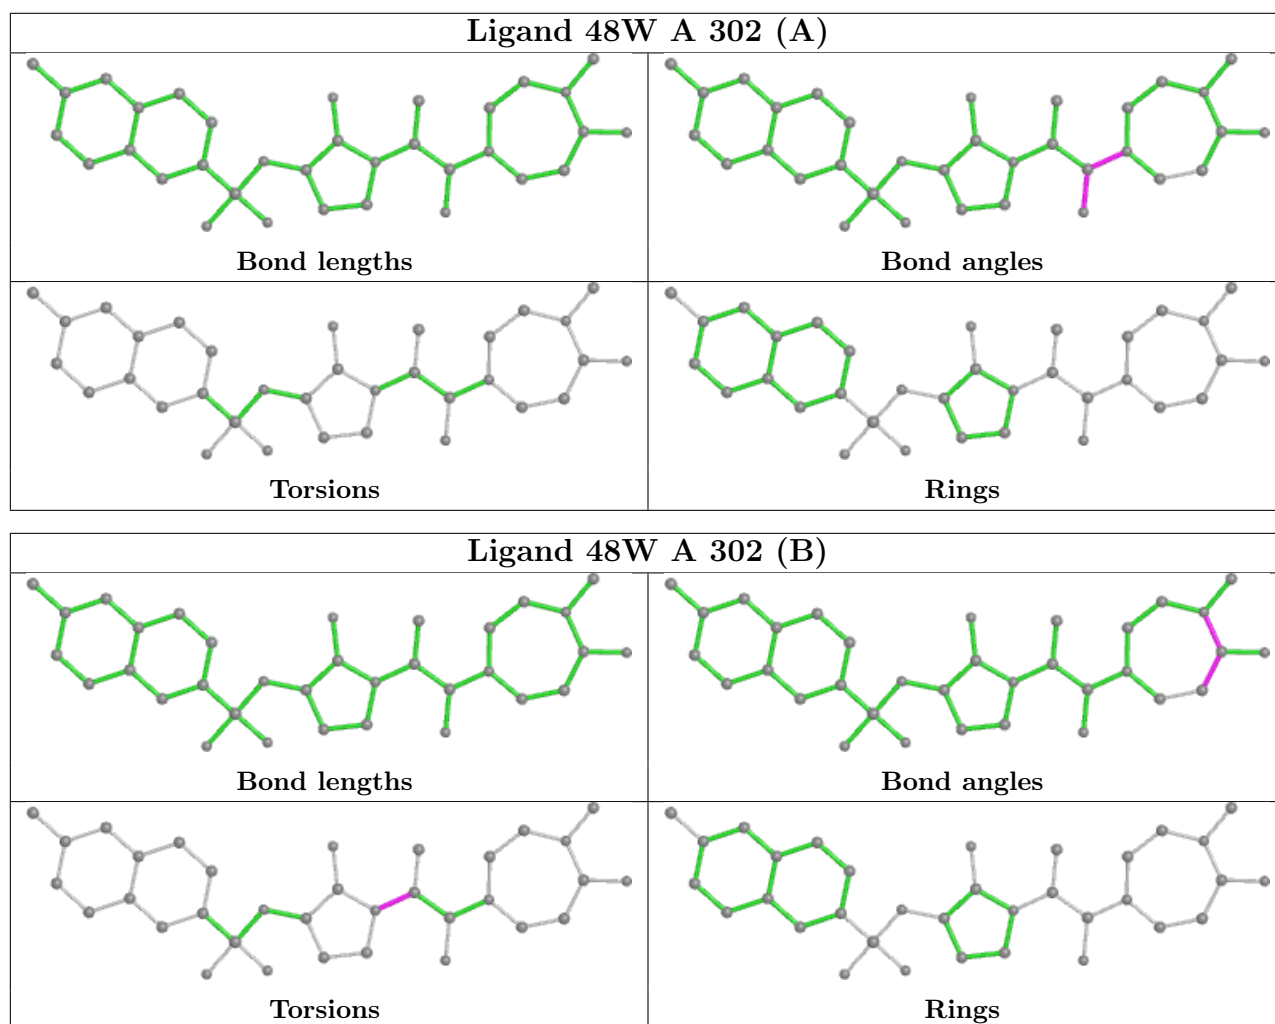 Ligand 48W A 302 (A)
Bond lengths
Bond angles
Torsions
Rings
Ligand 48W A 302 (B)
Bond lengths
Bond angles
Torsions
Rings